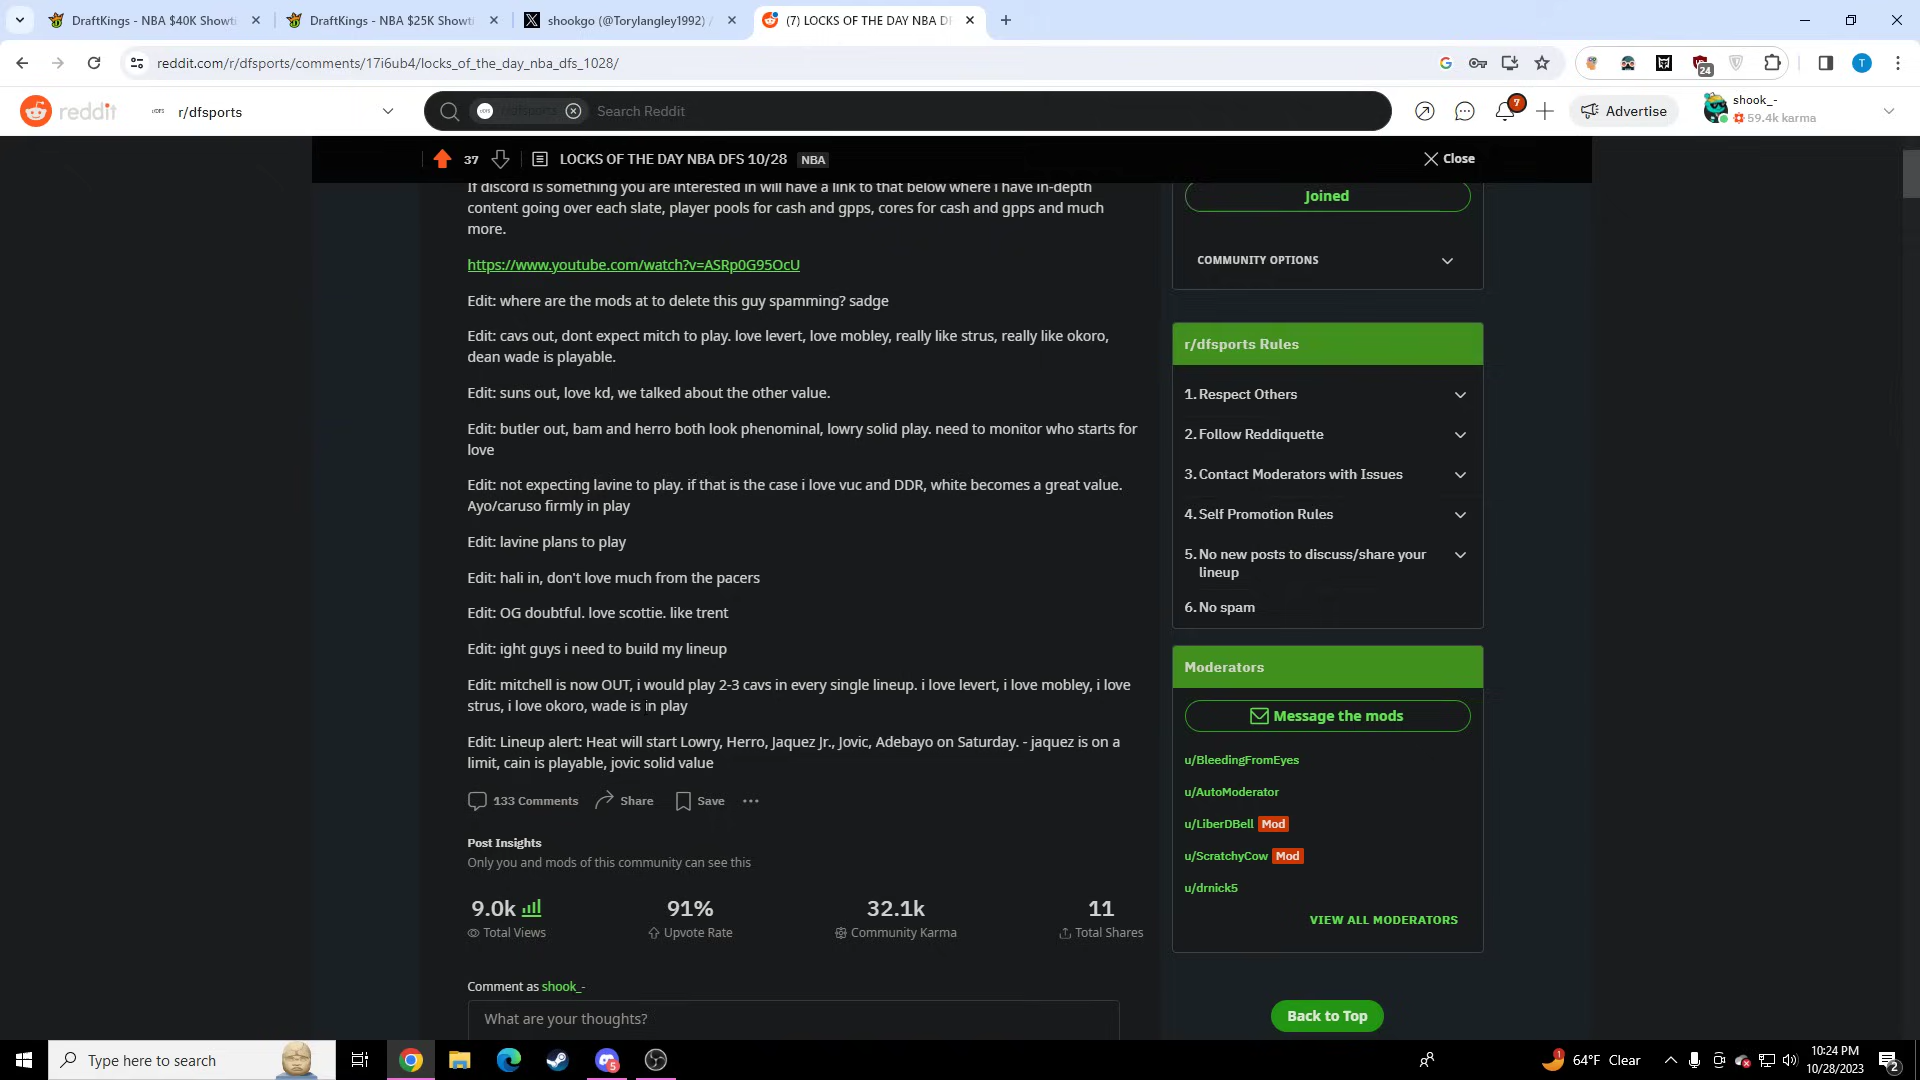 DraftKings - NBA $40K Showti
DraftKings - NBA $25K Showti
shookgo (@Torylangley1992) /
(7) LOCKS OF THE DAY NBA DF
reddit.com/r/dfsports/comments/17i6ub4/locks_of_the_day_nba_dfs_1028/
24
T
reddit
r/dfsports
Search Reddit
7
Advertise
shook_-
59.4k karma
37
LOCKS OF THE DAY NBA DFS 10/28
NBA
Close
If discord is something you are interested in will have a link to that below where i have in-depth
content going over each slate, player pools for cash and gpps, cores for cash and gpps and much
more.
https://www.youtube.com/watch?v=ASRp0G95OcU
Edit: where are the mods at to delete this guy spamming? sadge
Edit: cavs out, dont expect mitch to play. love levert, love mobley, really like strus, really like okoro,
dean wade is playable.
Edit: suns out, love kd, we talked about the other value.
Edit: butler out, bam and herro both look phenominal, lowry solid play. need to monitor who starts for
love
Edit: not expecting lavine to play. if that is the case i love vuc and DDR, white becomes a great value.
Ayo/caruso firmly in play
Edit: lavine plans to play
Edit: hali in, don't love much from the pacers
Edit: OG doubtful. love scottie. like trent
Edit: ight guys i need to build my lineup
Edit: mitchell is now OUT, i would play 2-3 cavs in every single lineup. i love levert, i love mobley, i love
strus, i love okoro, wade is in play
Edit: Lineup alert: Heat will start Lowry, Herro, Jaquez Jr., Jovic, Adebayo on Saturday. - jaquez is on a
limit, cain is playable, jovic solid value
133 Comments
Share
Save
Post Insights
Only you and mods of this community can see this
9.0k
Total Views
91%
Upvote Rate
32.1k
Community Karma
11
Total Shares
Comment as shook_-
What are your thoughts?
Joined
COMMUNITY OPTIONS
r/dfsports Rules
1. Respect Others
2. Follow Reddiquette
3. Contact Moderators with Issues
4. Self Promotion Rules
5. No new posts to discuss/share your
lineup
6. No spam
Moderators
Message the mods
u/BleedingFromEyes
u/AutoModerator
u/LiberDBell Mod
u/ScratchyCow Mod
u/drnick5
VIEW ALL MODERATORS
Back to Top
Type here to search
5
1
64°F Clear
10:24 PM
10/28/2023
2